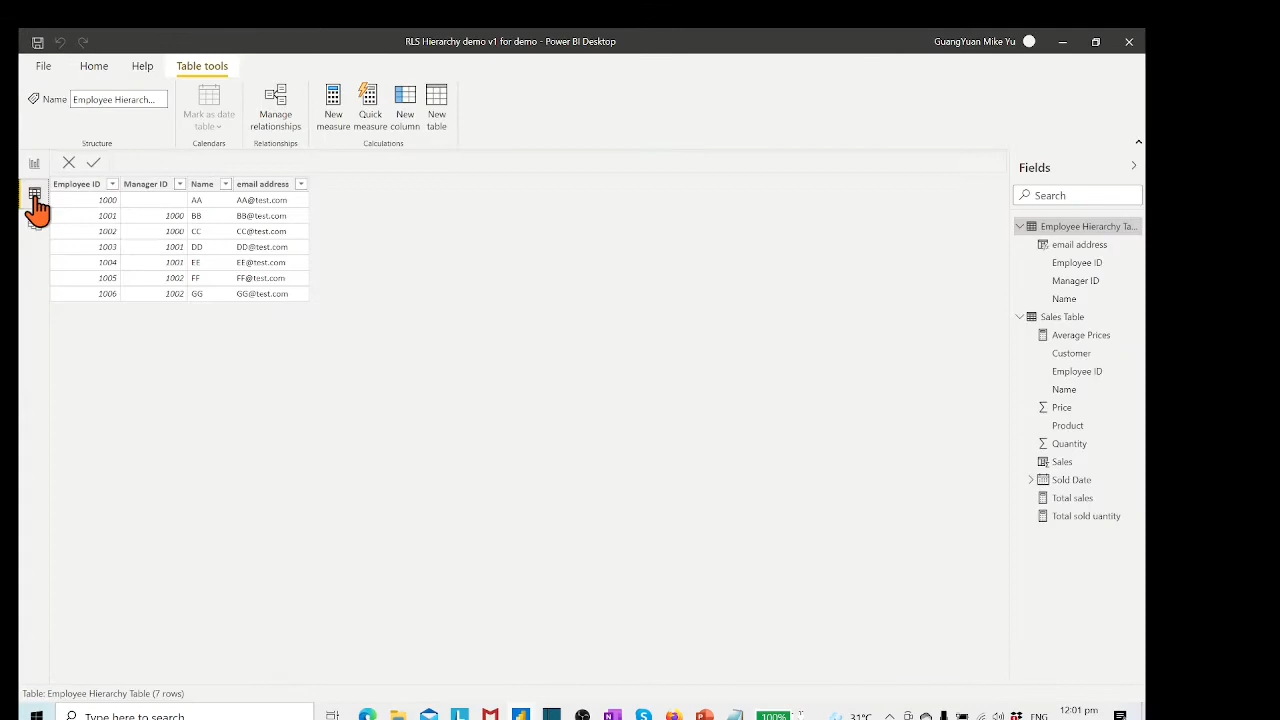 RLS Hierarchy demo v1 for demo - Power BI Desktop
GuangYuan Mike Yu
File Home Help Table tools
Name Employee Hierarch...
Mark as date table
Manage relationships
New measure
Quick measure
New column
New table
Structure
Calendars
Relationships
Calculations
Employee ID Manager ID Name email address
1000 AA AA@test.com
1001 1000 BB BB@test.com
1002 1000 CC CC@test.com
1003 1001 DD DD@test.com
1004 1001 EE EE@test.com
1005 1002 FF FF@test.com
1006 1002 GG GG@test.com
Fields
Search
Employee Hierarchy Ta...
email address
Employee ID
Manager ID
Name
Sales Table
Average Prices
Customer
Employee ID
Name
Price
Product
Quantity
Sales
Sold Date
Total sales
Total sold uantity
Table: Employee Hierarchy Table (7 rows)
Type here to search
100%
31°C
ENG
12:01 pm